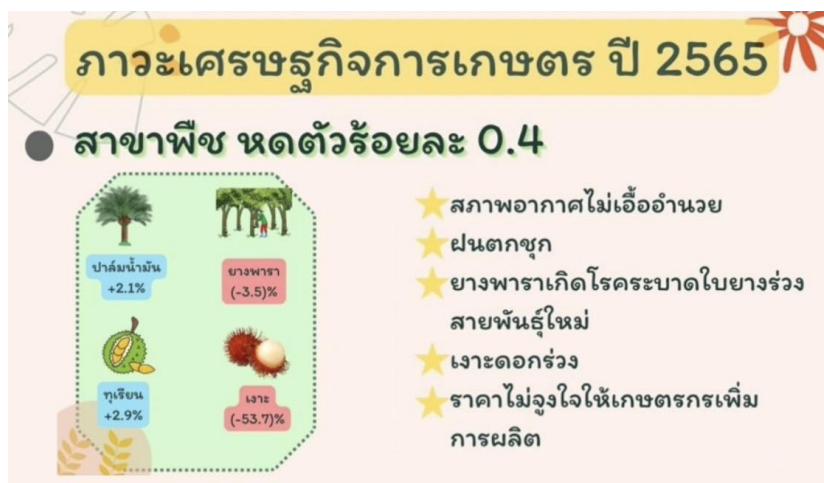 ภาวะเศรษฐกิจการเกษตร ปี 2565
สาขาพืช หดตัวร้อยละ 0.4
ปาล์มน้ำมัน
+2.1%
ยางพารา
(-3.5)%
ทุเรียน
+2.9%
เงาะ
(-53.7)%
สภาพอากาศไม่เอื้ออำนวย
ฝนตกชุก
ยางพาราเกิดโรคระบาดใบยางร่วง
สายพันธุ์ใหม่
เงาะดอกร่วง
ราคาไม่จูงใจให้เกษตรกรเพิ่ม
การผลิต